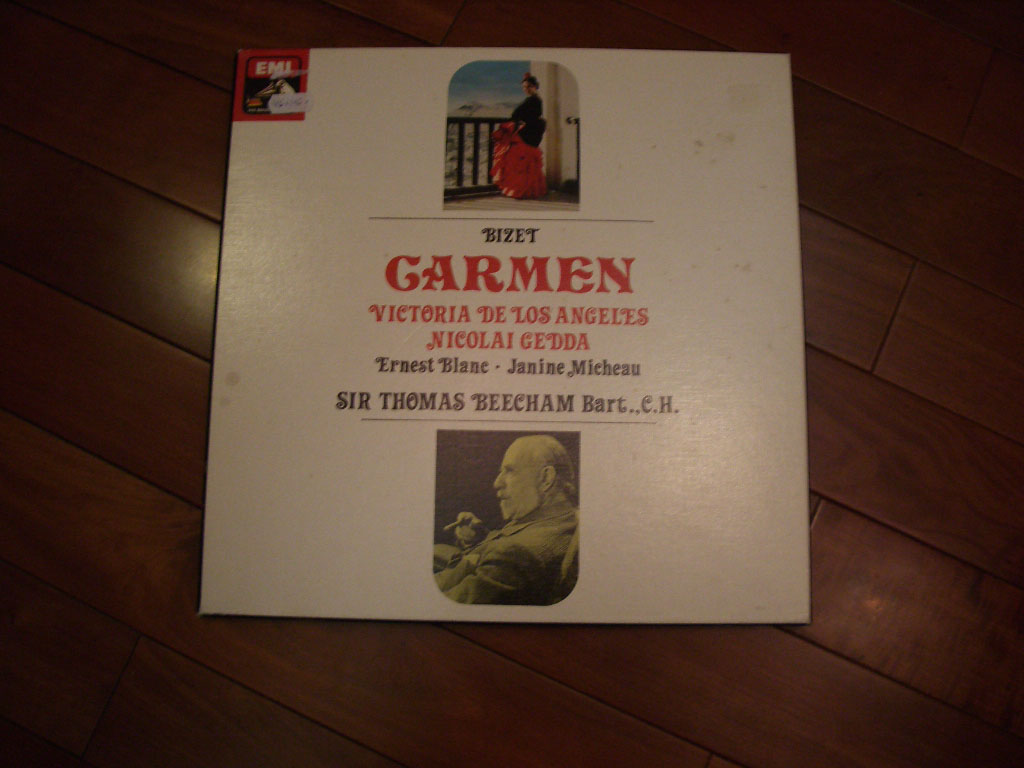 EMI
BIZET
CARMEN
VICTORIA DE LOS ANGELES
NICOLAI GEDDA
Ernest Blanc · Janine Micheau
SIR THOMAS BEECHAM Bart., C.H.